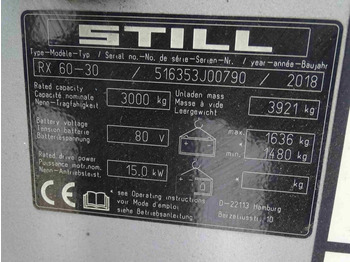 STILL
Type-Modèle-Typ / Serial no.-No. de série-Serien-Nr. / year-année-Baujahr
RX 60-30 / 516353J00790 / 2018
Rated capacity
Capacité nominale
Nenn-Tragfähigkeit
3000 kg
Unladen mass
Masse à vide
Leergewicht
3921 kg
Battery voltage
Tension batterie
Batteriespannung
80 V
max. 1636 kg
min. 1480 kg
Rated drive power
Puissance motr.nom.
Nenn-Antriebsleist.
15.0 kW
0 kg
CE
see Operating instructions
voir Mode d'emploi
siehe Betriebsanleitung
D-22113 Hamburg
Berzeliusstr. 10